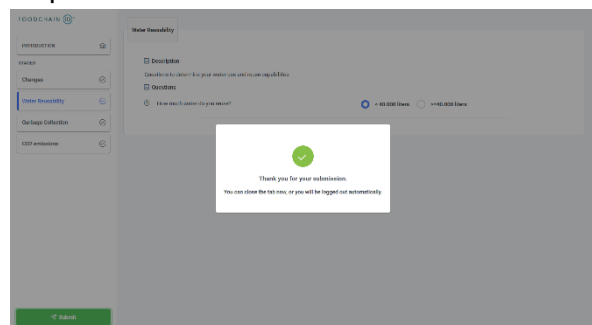 FOODCHAIN ID
Water Reusability
INTRODUCTION
STAGES
Changes
Water Reusability
Garbage Collection
CO2 emissions
Description
Questions to determine your water use and reuse capabilities
Questions
How much water do you reuse?
< 40.000 liters
>=40.000 liters
Thank you for your submission.
You can close the tab now, or you will be logged out automatically.
Submit